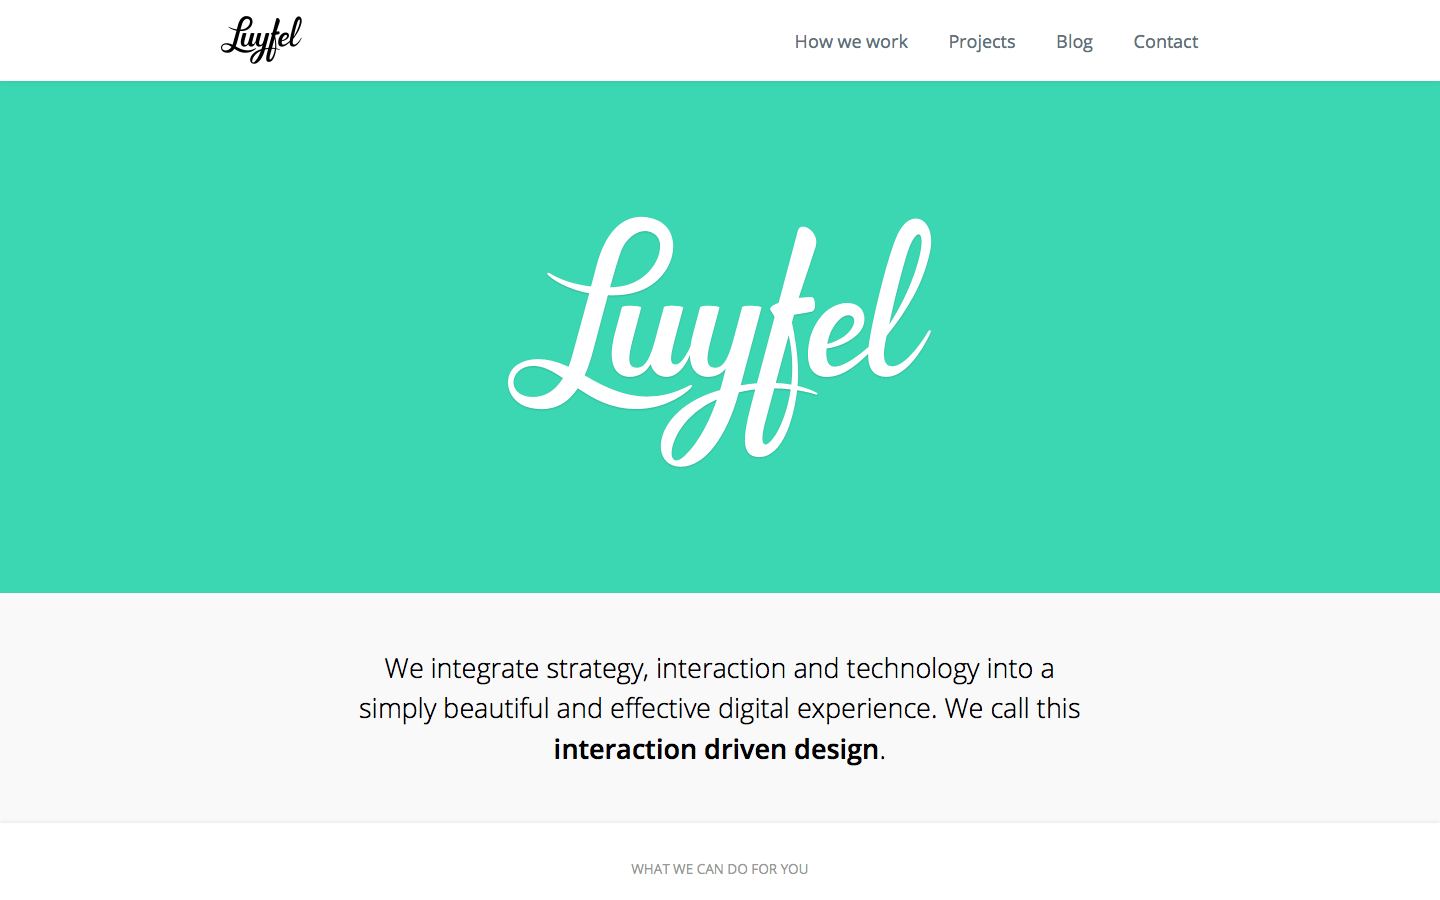 Luyfel
How we work
Projects
Blog
Contact
Luyfel
We integrate strategy, interaction and technology into a
simply beautiful and effective digital experience. We call this
interaction driven design.
WHAT WE CAN DO FOR YOU